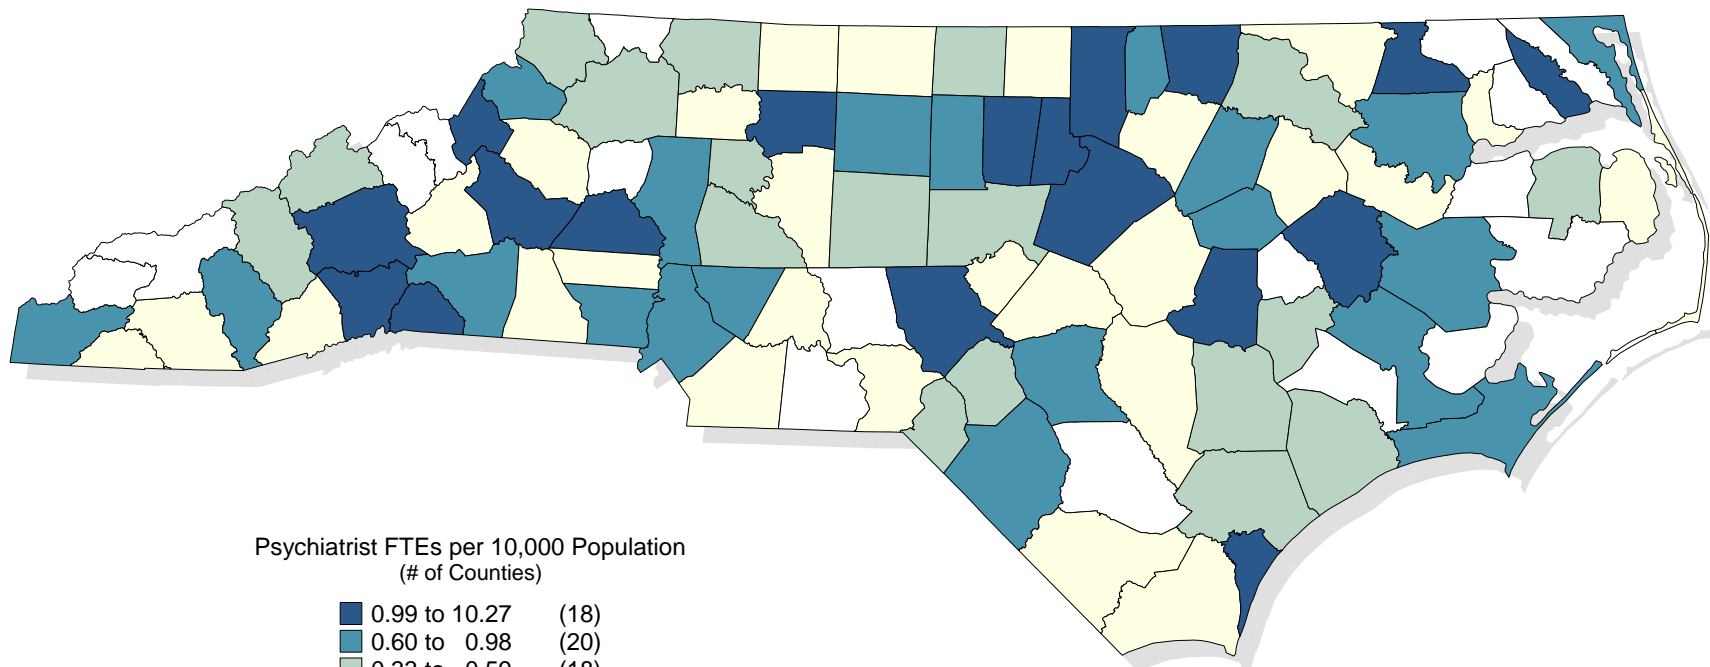 Psychiatrist FTEs per 10,000 Population
(# of Counties)
0.99 to 10.27 (18)
0.60 to 0.98 (20)